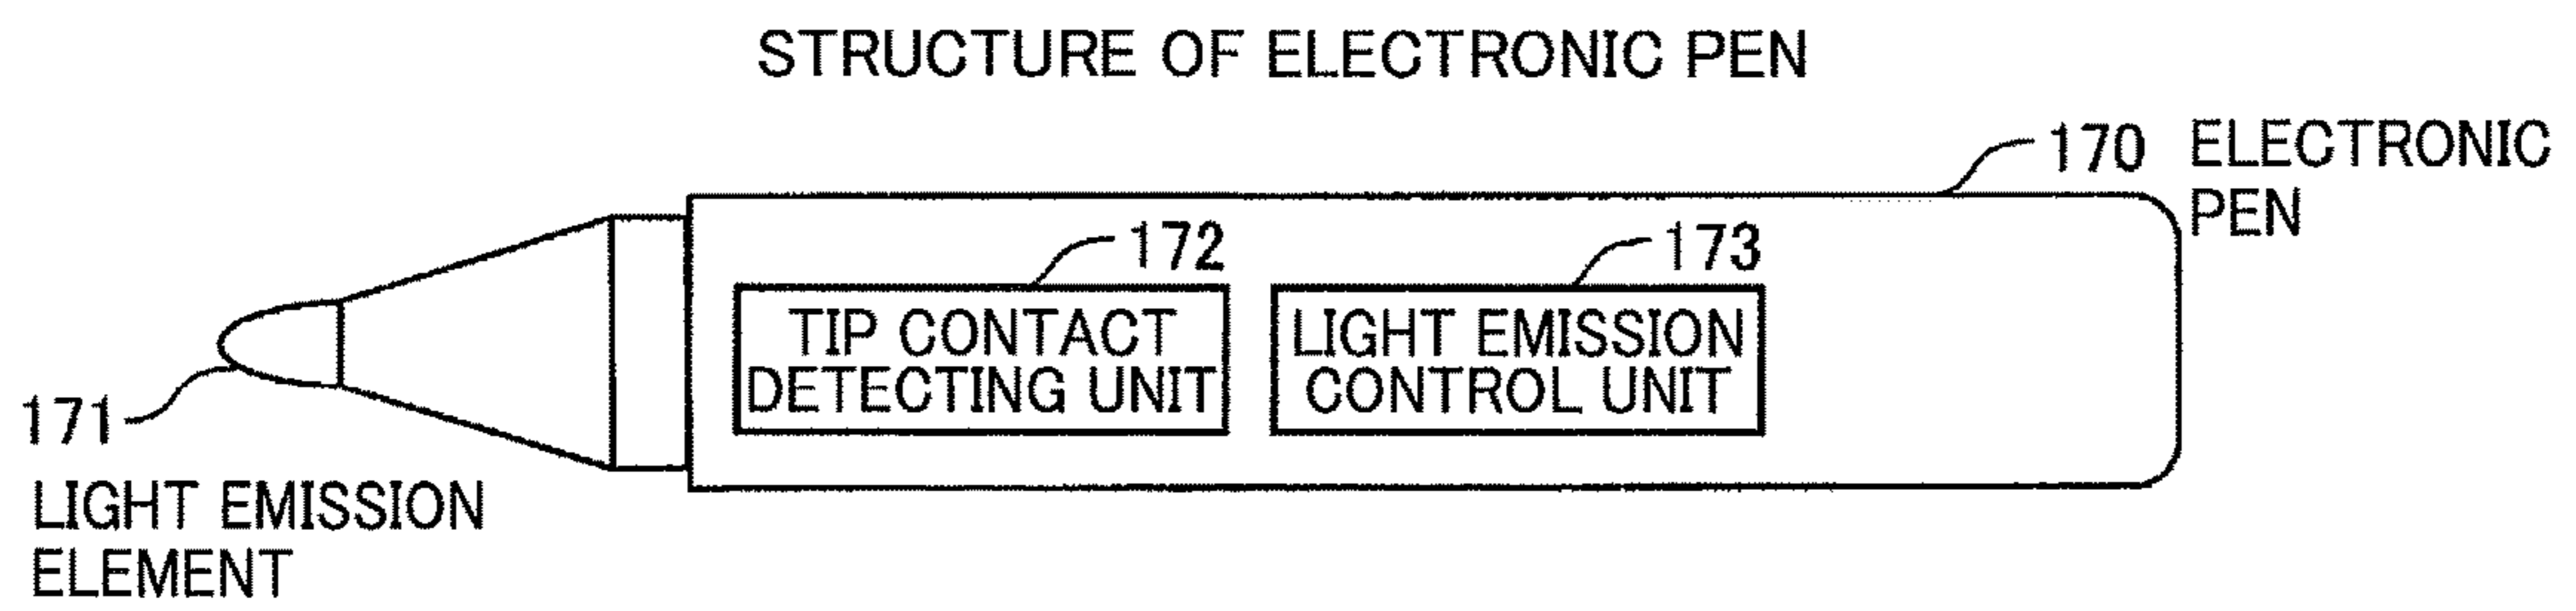 STRUCTURE OF ELECTRONIC PEN
170 ELECTRONIC
PEN
172
173
TIP CONTACT
DETECTING UNIT
LIGHT EMISSION
CONTROL UNIT
171
LIGHT EMISSION
ELEMENT